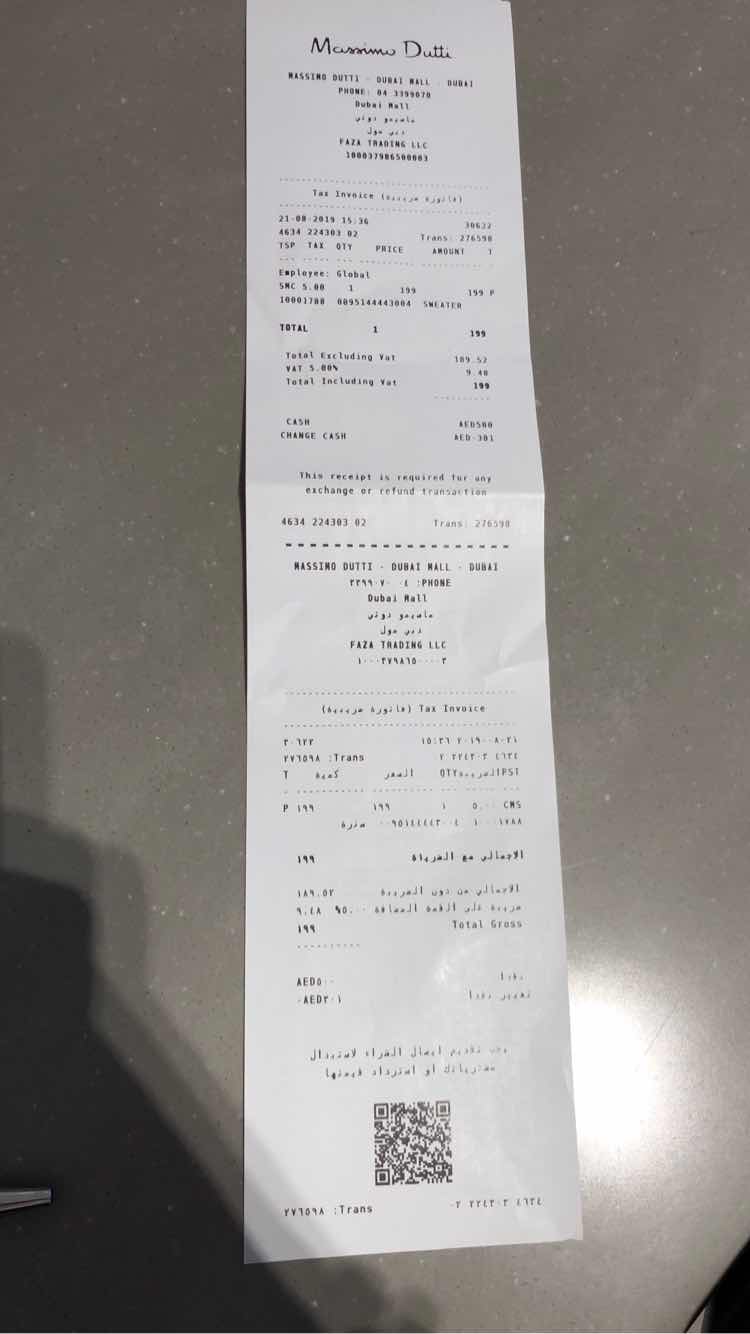 Massimo Dutti
MASSIMO DUTTI - DUBAI MALL - DUBAI
PHONE: 04 3399070
Dubai Mall
ماسيمو دوتي
دبي مول
FAZA TRADING LLC
100037986500003
Tax Invoice (فاتورة ضريبية)
21-08-2019 15:36 30622
4634 224303 02 Trans: 276598
TSP TAX QTY PRICE AMOUNT T
Employee: Global
SMC 5.00 1 199 199 P
10001788 0095144443004 SWEATER
TOTAL 1 199
Total Excluding Vat 189.52
VAT 5.00% 9.48
Total Including Vat 199
CASH AED500
CHANGE CASH AED-301
This receipt is required for any
exchange or refund transaction
4634 224303 02 Trans: 276598
MASSIMO DUTTI - DUBAI MALL - DUBAI
٣٣٩٩٠٧٠ ٠٤ :PHONE
Dubai Mall
ماسيمو دوتي
دبي مول
FAZA TRADING LLC
١٠٠٠٣٧٩٨٦٥٠٠٠٠٣
(فاتورة ضريبية) Tax Invoice
٣٠٦٢٢ ١٥:٣٦ ٢٠١٩-٠٨-٢١
٢٧٦٥٩٨ :Trans ٠٢ ٢٢٤٣٠٣ ٤٦٣٤
T كمية السعر QTYالضريبةPST
P ١٩٩ ١٩٩ ١ ٥.٠٠ CMS
سترة ٠٠٩٥١٤٤٤٤٣٠٠٤ ١٠٠٠١٧٨٨
الاجمالي مع الضريبة ١٩٩
الاجمالي من دون الضريبة ١٨٩.٥٢
ضريبة على القيمة المضافة ٥.٠٠% ٩.٤٨
١٩٩ Total Gross
نقدا AED٥٠٠
تغيير نقدا -AED٣٠١
يجب تقديم ايصال الشراء لاستبدال
مشترياتك أو استرداد قيمتها
٢٧٦٥٩٨ :Trans ٠٢ ٢٢٤٣٠٣ ٤٦٣٤